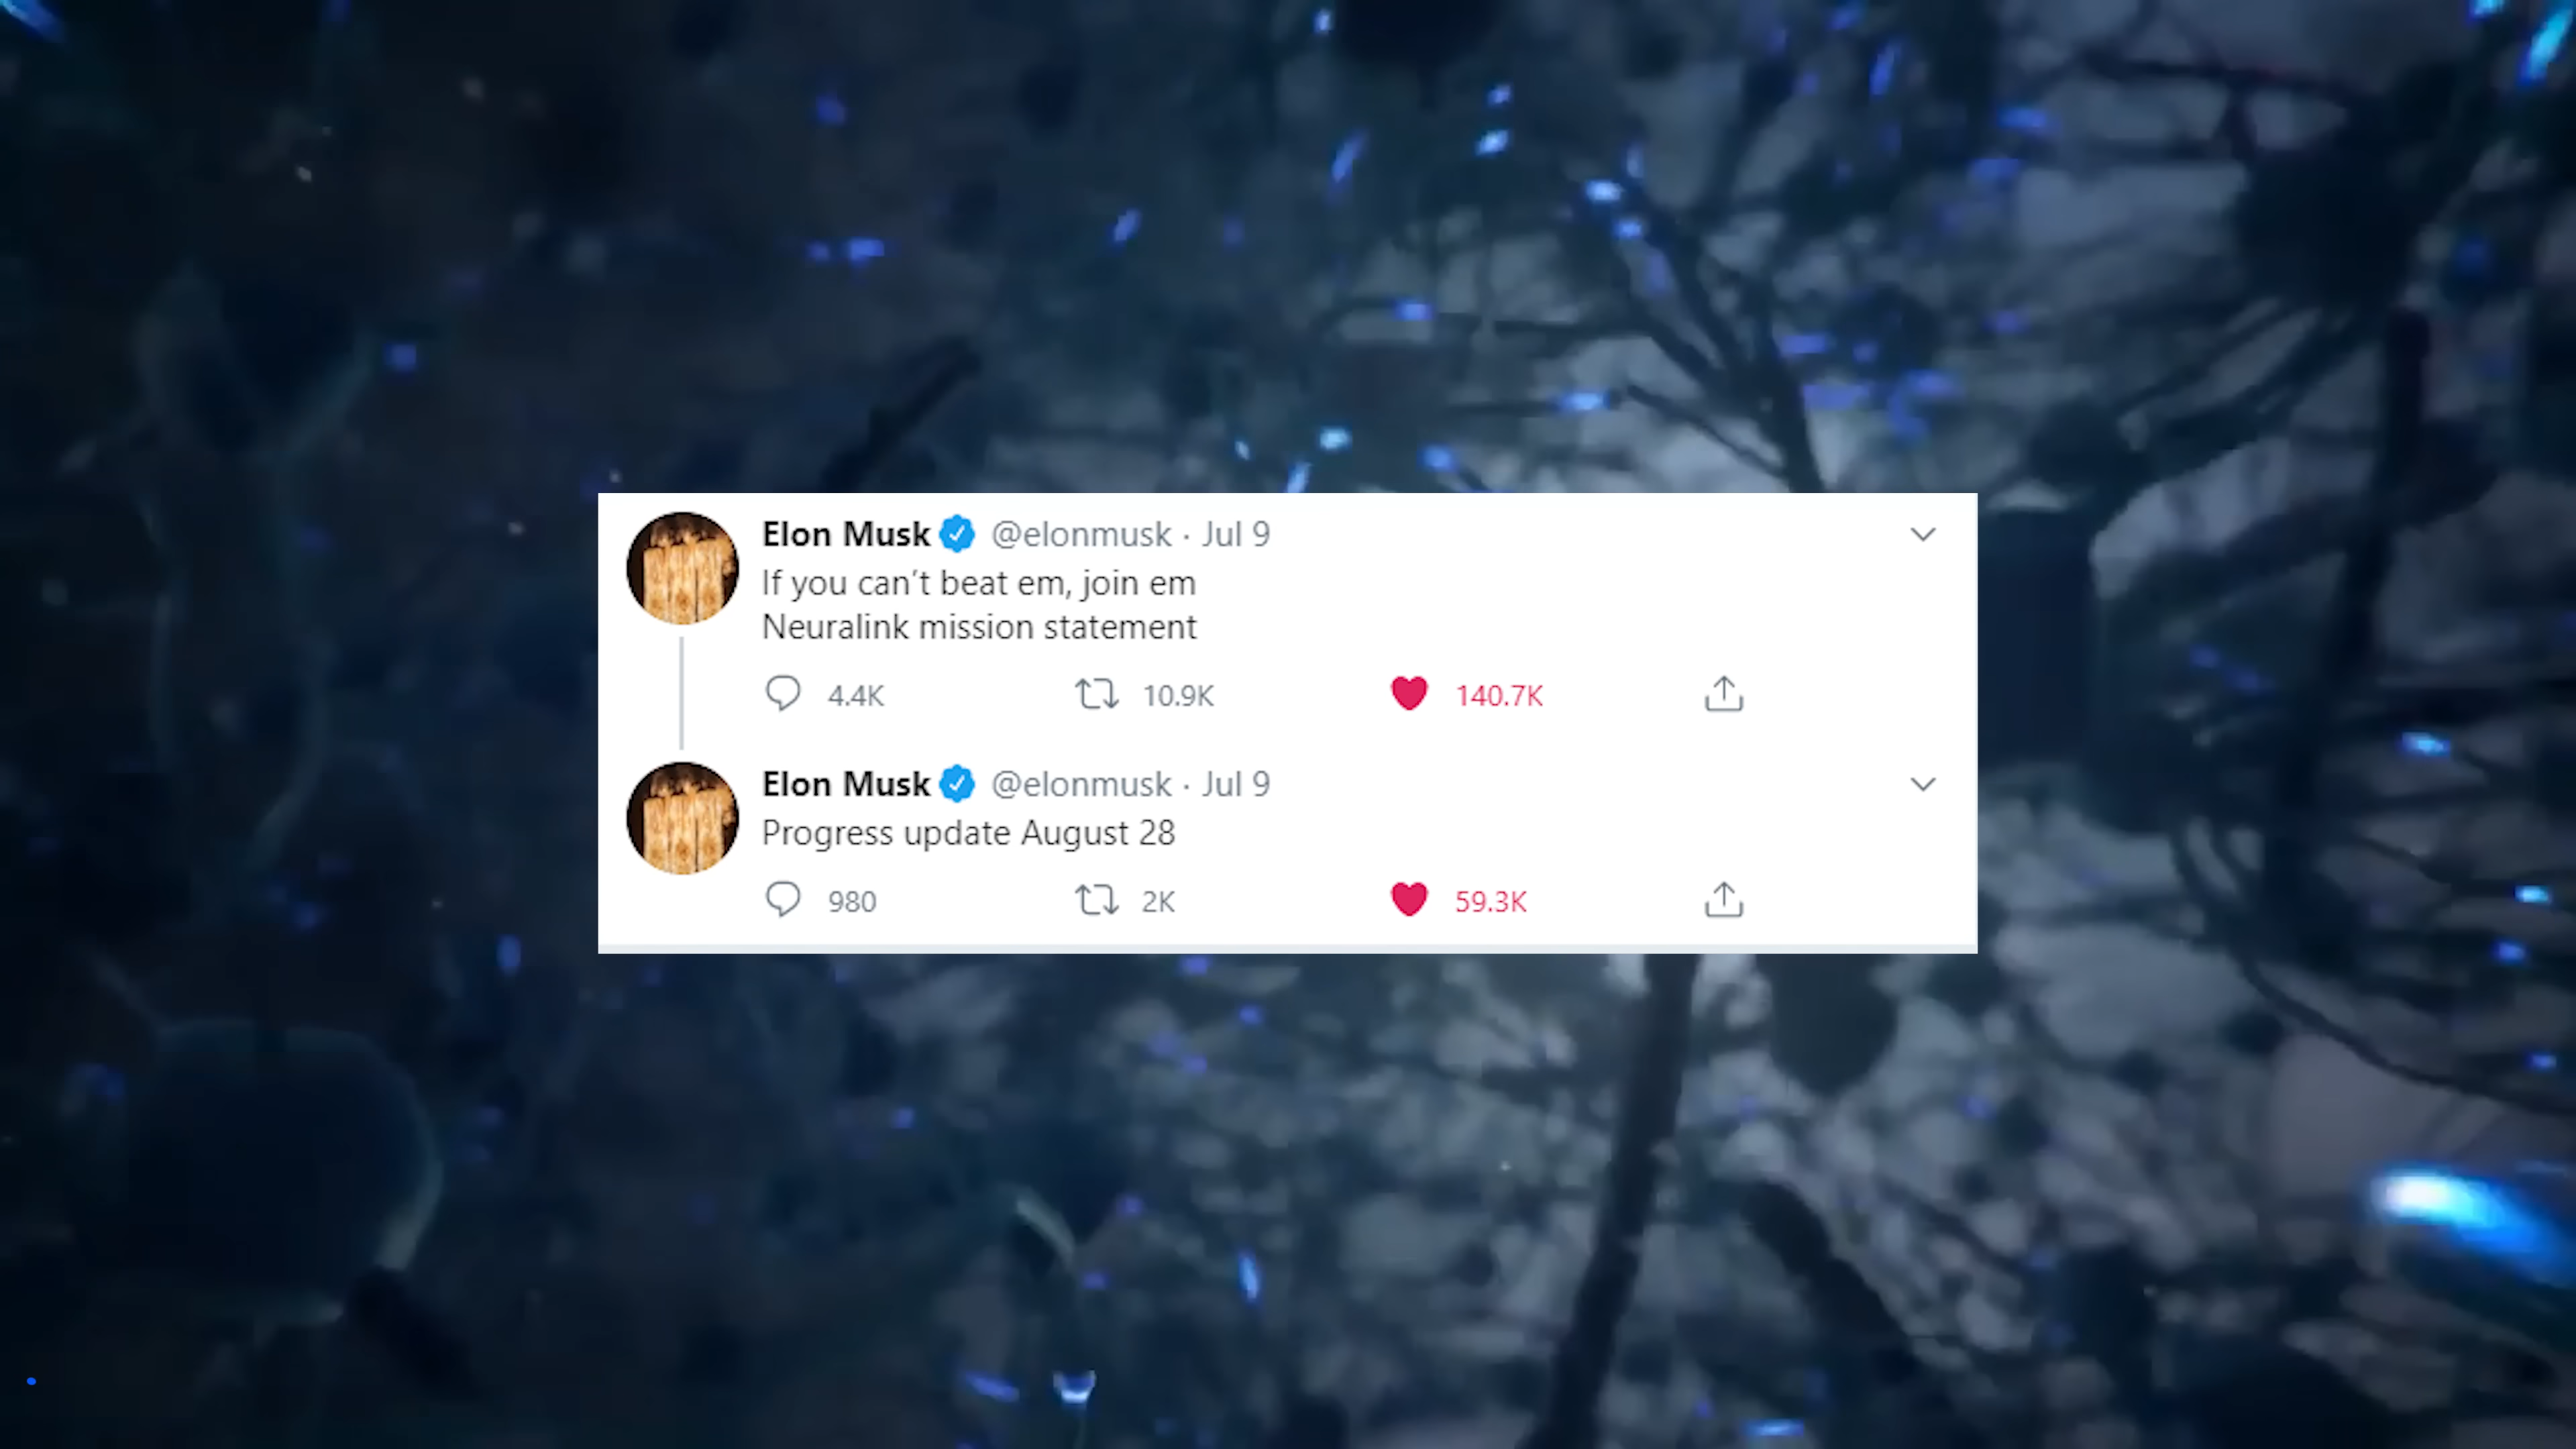 Elon Musk @elonmusk · Jul 9
If you can’t beat em, join em
Neuralink mission statement
4.4K 10.9K 140.7K
Elon Musk @elonmusk · Jul 9
Progress update August 28
980 2K 59.3K